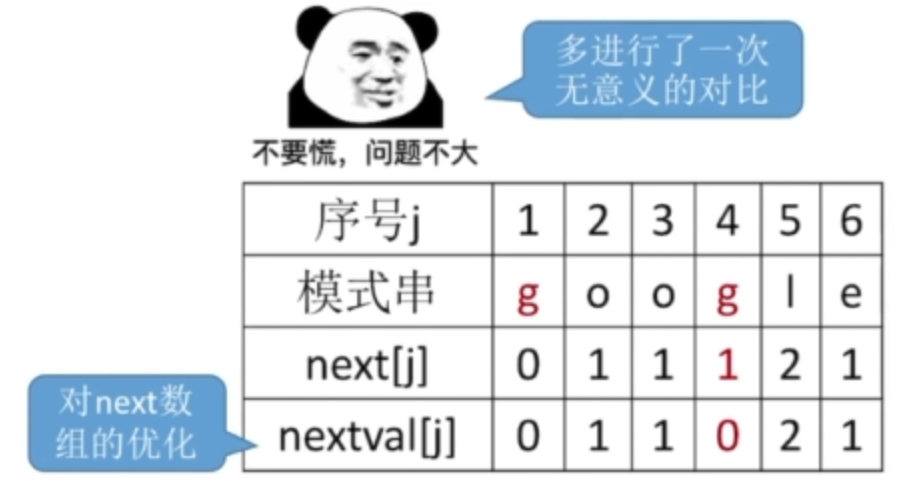 多进行了一次
无意义的对比
不要慌，问题不大
序号j 1 2 3 4 5 6
模式串 g o o g l e
next[j] 0 1 1 1 2 1
对next数
组的优化
nextval[j] 0 1 1 0 2 1